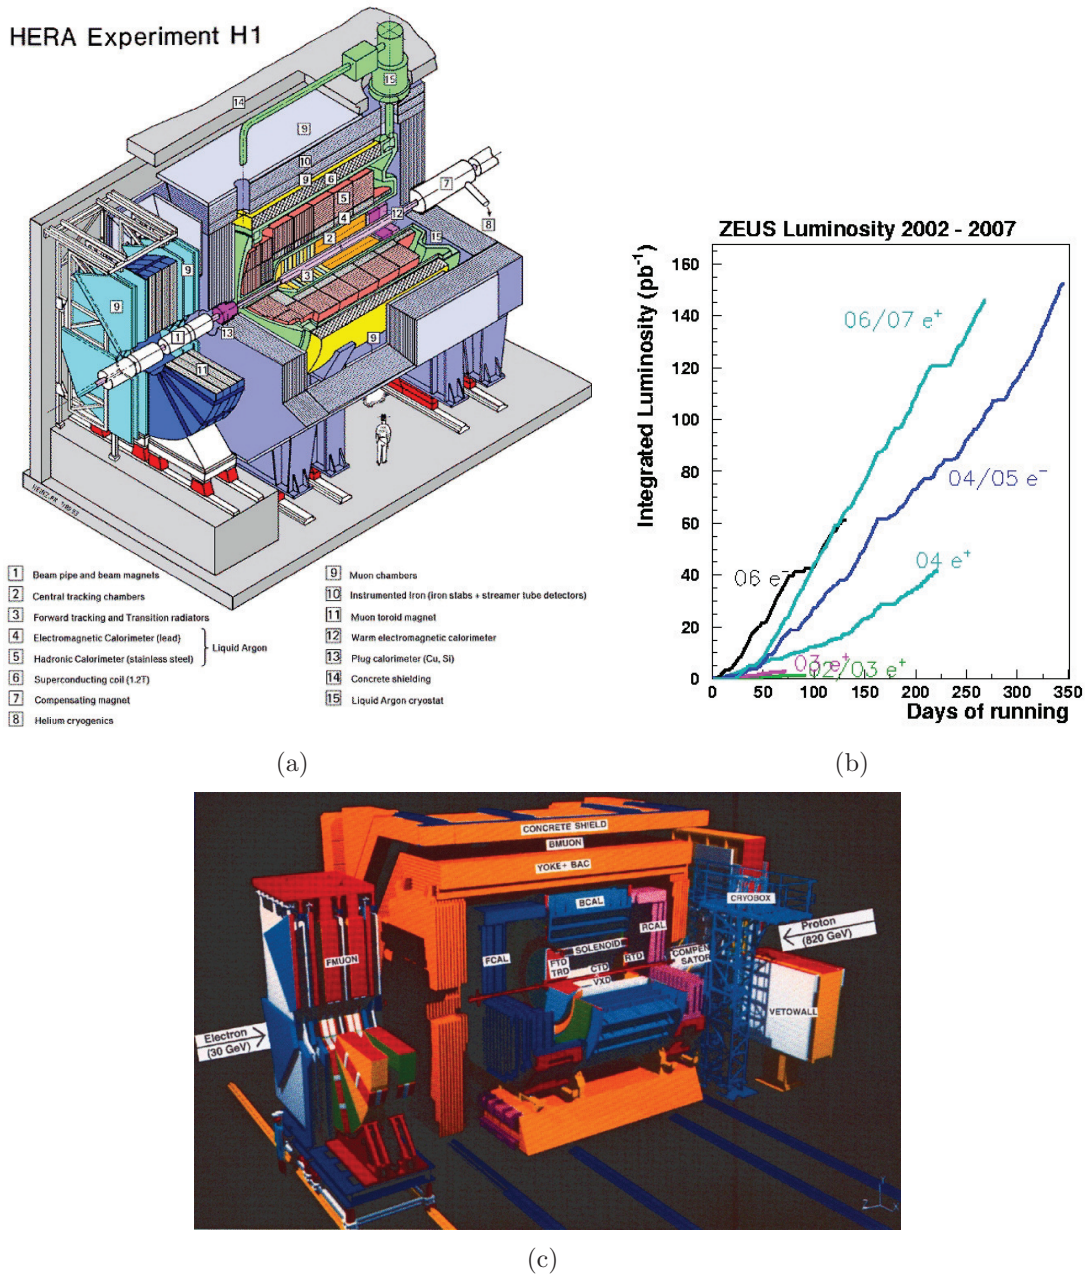 HERA Experiment H1
14
15
9
10
9
6
5
4
2
3
12
7
8
15
9
9
13
1
11
9
1 Beam pipe and beam magnets
2 Central tracking chambers
3 Forward tracking and Transition radiators
4 Electromagnetic Calorimeter (lead)
5 Hadronic Calorimeter (stainless steel)
Liquid Argon
6 Superconducting coil (1.2T)
7 Compensating magnet
8 Helium cryogenics
9 Muon chambers
10 Instrumented Iron (iron slabs + streamer tube detectors)
11 Muon toroid magnet
12 Warm electromagnetic calorimeter
13 Plug calorimeter (Cu, Si)
14 Concrete shielding
15 Liquid Argon cryostat
(a)
ZEUS Luminosity 2002 - 2007
Integrated Luminosity (pb⁻¹)
160
140
120
100
80
60
40
20
0
06/07 e⁺
04/05 e⁻
06 e⁻
04 e⁺
03 e⁺
02/03 e⁺
0 50 100 150 200 250 300 350
Days of running
(b)
CONCRETE SHIELD
BMUON
YOKE+ BAC
BCAL
CRYOBOX
RCAL
Proton
(820 GeV)
FMUON
FCAL
SOLENOID
FTD
TRD
CTD
RTD
VXD
COMPEN
SATOR
VETOWALL
Electron
(30 GeV)
Z
(c)